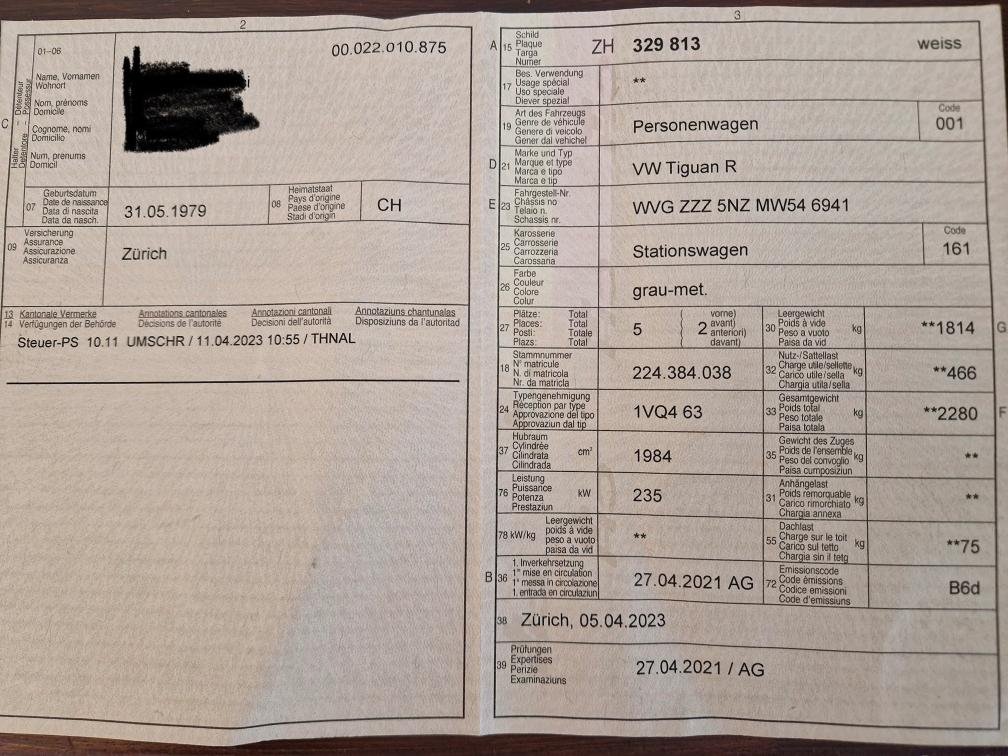 2
01–06
00.022.010.875
C
Halter – Détenteur
Detentore – Possessur
Name, Vornamen
Wohnort
Nom, prénoms
Domicile
Cognome, nomi
Domicilio
Num, prenums
Domicil
07
Geburtsdatum
Date de naissance
Data di nascita
Data da nasch.
31.05.1979
08
Heimatstaat
Pays d'origine
Paese d'origine
Stadi d'origin
CH
09
Versicherung
Assurance
Assicurazione
Assicuranza
Zürich
13 Kantonale Vermerke Annotations cantonales Annotazioni cantonali Annotaziuns chantunalas
14 Verfügungen der Behörde Décisions de l'autorité Decisioni dell'autorità Disposiziuns da l'autoritad
Steuer-PS 10.11 UMSCHR / 11.04.2023 10:55 / THNAL
3
A 15
Schild
Plaque
Targa
Numer
ZH 329 813 weiss
17
Bes. Verwendung
Usage spécial
Uso speciale
Diever spezial
**
19
Art des Fahrzeugs
Genre de véhicule
Genere di veicolo
Gener dal vehichel
Personenwagen
Code
001
D 21
Marke und Typ
Marque et type
Marca e tipo
Marca e tip
VW Tiguan R
E 23
Fahrgestell-Nr.
Châssis no
Telaio n.
Schassis nr.
WVG ZZZ 5NZ MW54 6941
25
Karosserie
Carrosserie
Carrozzeria
Carossaria
Stationswagen
Code
161
26
Farbe
Couleur
Colore
Colur
grau-met.
27
Plätze: Total
Places: Total
Posti: Totale
Plazs: Total
5
( 2
vorne)
avant)
anteriori)
davant)
30
Leergewicht
Poids à vide
Peso a vuoto
Paisa da vid
kg
**1814
G
18
Stammnummer
N° matricule
N. di matricola
Nr. da matricla
224.384.038
32
Nutz-/Sattellast
Charge utile/sellette
Carico utile/sella
Chargia utila/sella
kg
**466
24
Typengenehmigung
Réception par type
Approvazione del tipo
Approvaziun dal tip
1VQ4 63
33
Gesamtgewicht
Poids total
Peso totale
Paisa totala
kg
**2280
F
37
Hubraum
Cylindrée
Cilindrata
Cilindrada
cm³
1984
35
Gewicht des Zuges
Poids de l'ensemble
Peso del convoglio
Paisa cumposiziun
kg
**
76
Leistung
Puissance
Potenza
Prestaziun
kW
235
31
Anhängelast
Poids remorquable
Carico rimorchiato
Chargia annexa
kg
**
78 kW/kg
Leergewicht
poids à vide
peso a vuoto
paisa da vid
**
55
Dachlast
Charge sur le toit
Carico sul tetto
Chargia sin il tetg
kg
**75
B 36
1. Inverkehrsetzung
1re mise en circulation
1a messa in circolazione
1. entrada en circulaziun
27.04.2021 AG
72
Emissionscode
Code émissions
Codice emissioni
Code d'emissiuns
B6d
38
Zürich, 05.04.2023
39
Prüfungen
Expertises
Perizie
Examinaziuns
27.04.2021 / AG